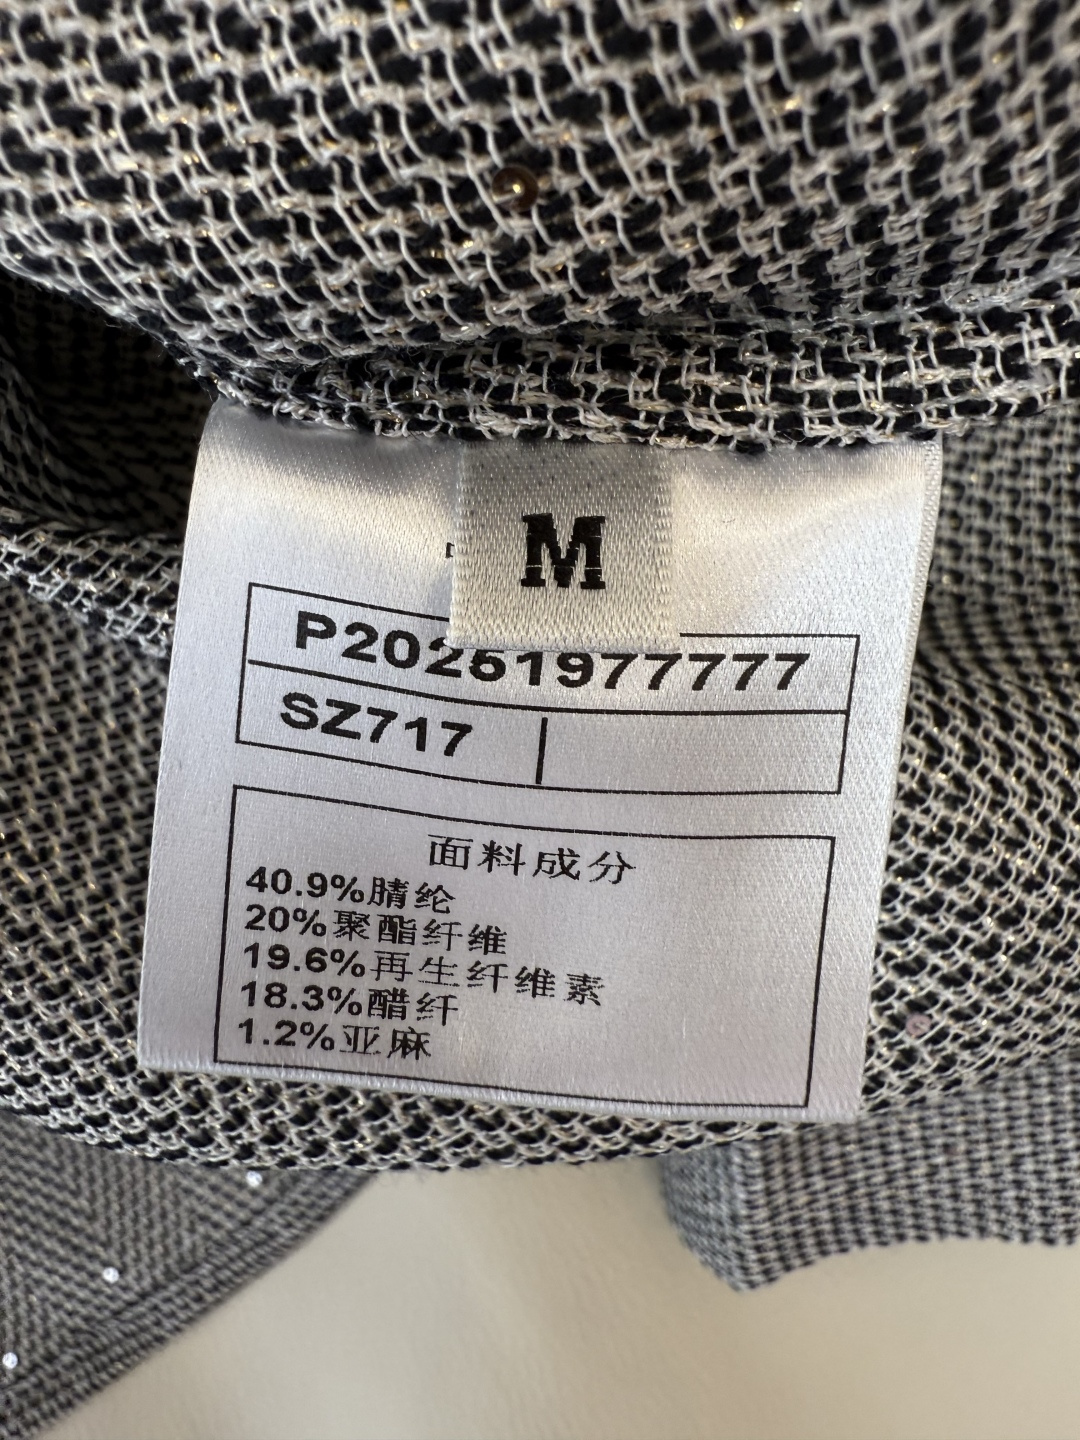 M
P20251977777
SZ717
面料成分
40.9%腈纶
20%聚酯纤维
19.6%再生纤维素
18.3%醋纤
1.2%亚麻